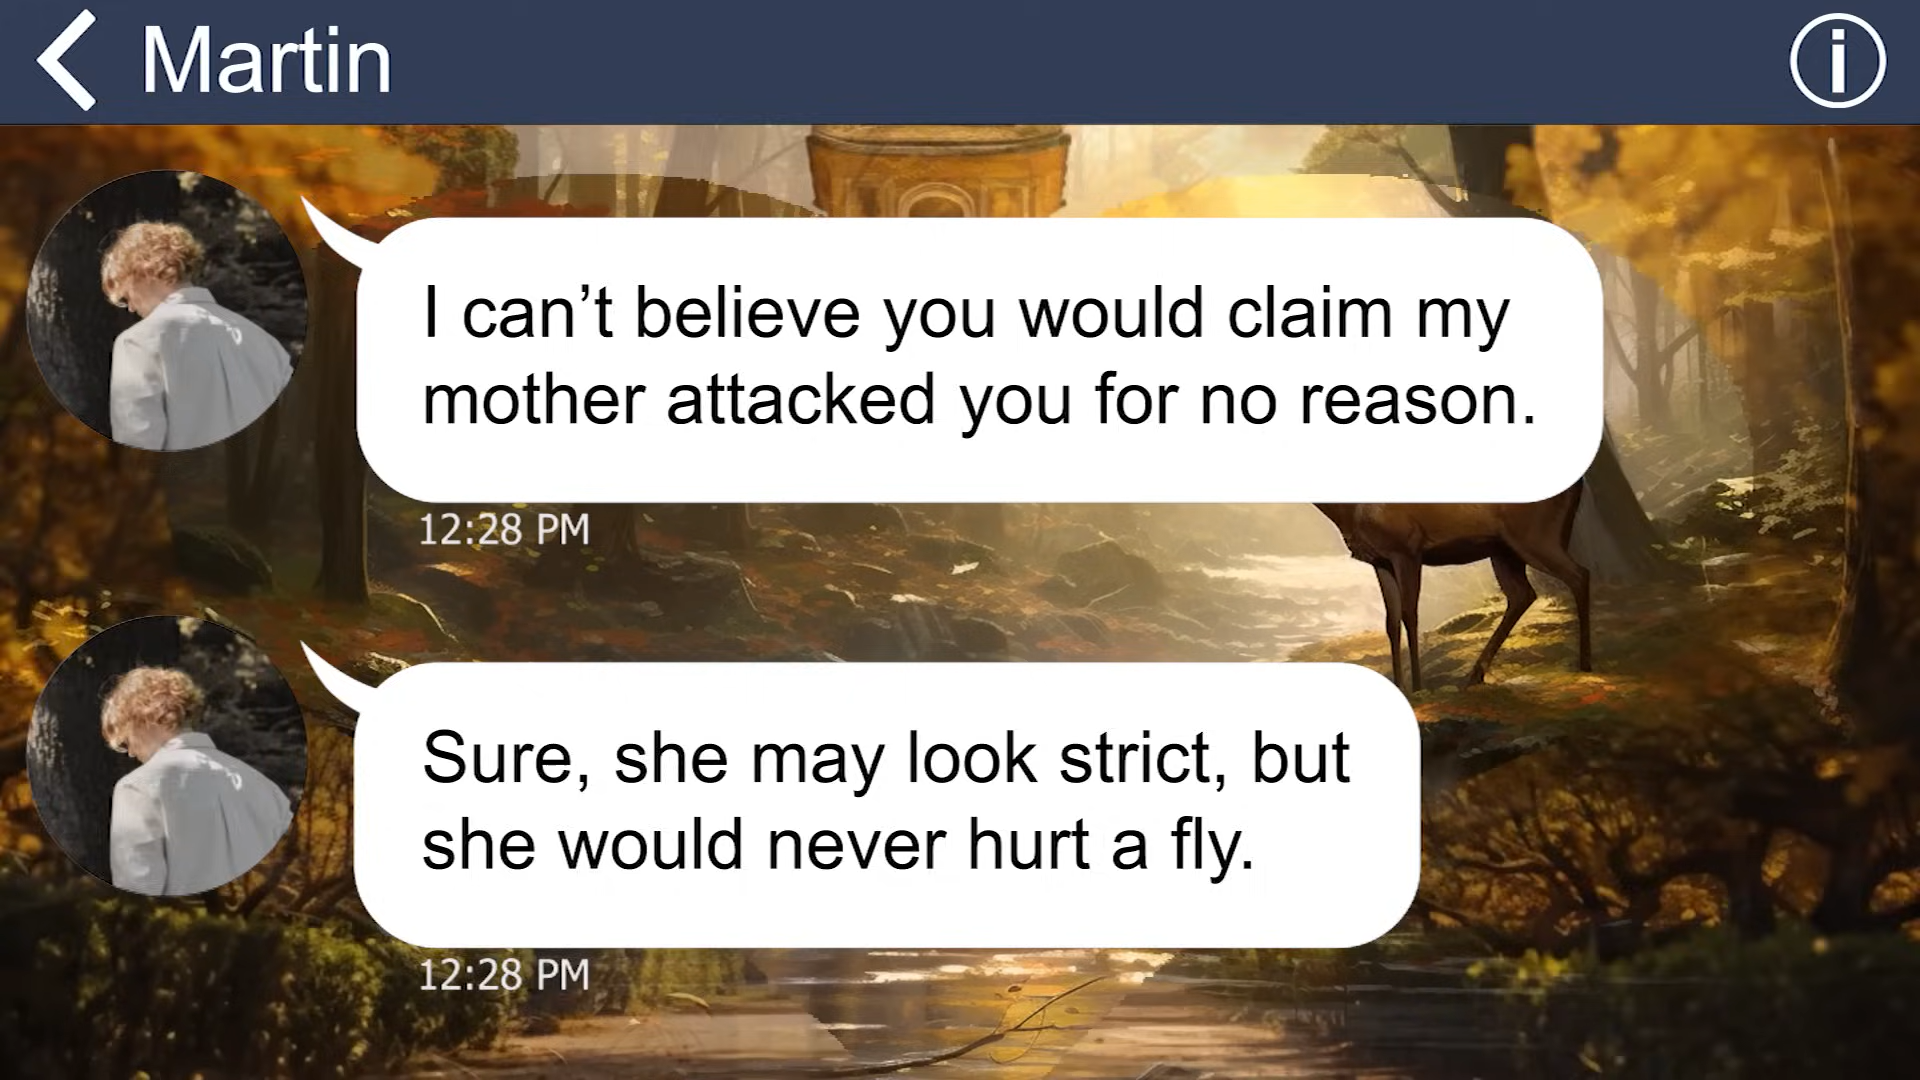 Martin
I can’t believe you would claim my
mother attacked you for no reason.
12:28 PM
Sure, she may look strict, but
she would never hurt a fly.
12:28 PM